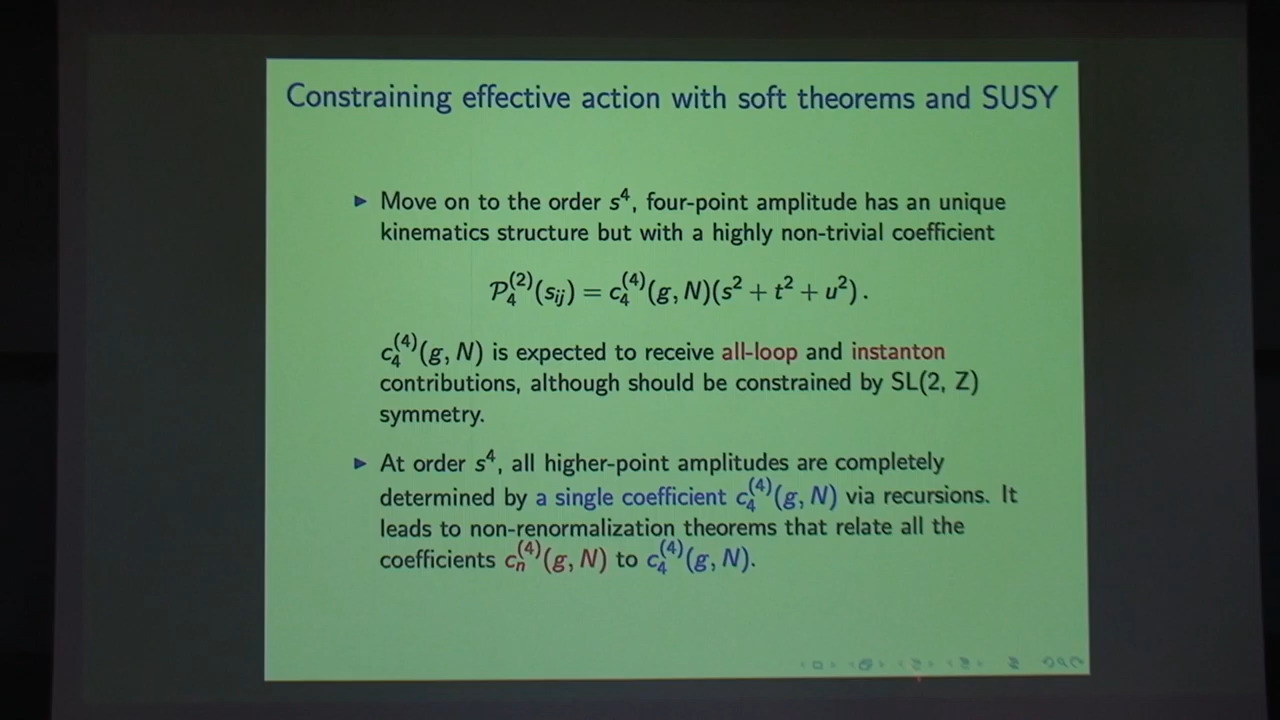 Constraining effective action with soft theorems and SUSY
▶ Move on to the order s⁴, four-point amplitude has an unique
kinematics structure but with a highly non-trivial coefficient
𝒫₄⁽²⁾(sᵢⱼ) = c₄⁽⁴⁾(g, N)(s² + t² + u²) .
c₄⁽⁴⁾(g, N) is expected to receive all-loop and instanton
contributions, although should be constrained by SL(2, Z)
symmetry.
▶ At order s⁴, all higher-point amplitudes are completely
determined by a single coefficient c₄⁽⁴⁾(g, N) via recursions. It
leads to non-renormalization theorems that relate all the
coefficients cₙ⁽⁴⁾(g, N) to c₄⁽⁴⁾(g, N).